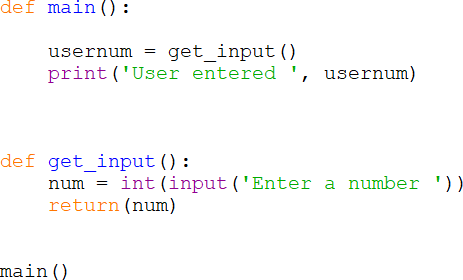 def main():
    usernum = get_input()
    print('User entered ', usernum)
def get_input():
    num = int(input('Enter a number '))
    return(num)
main()